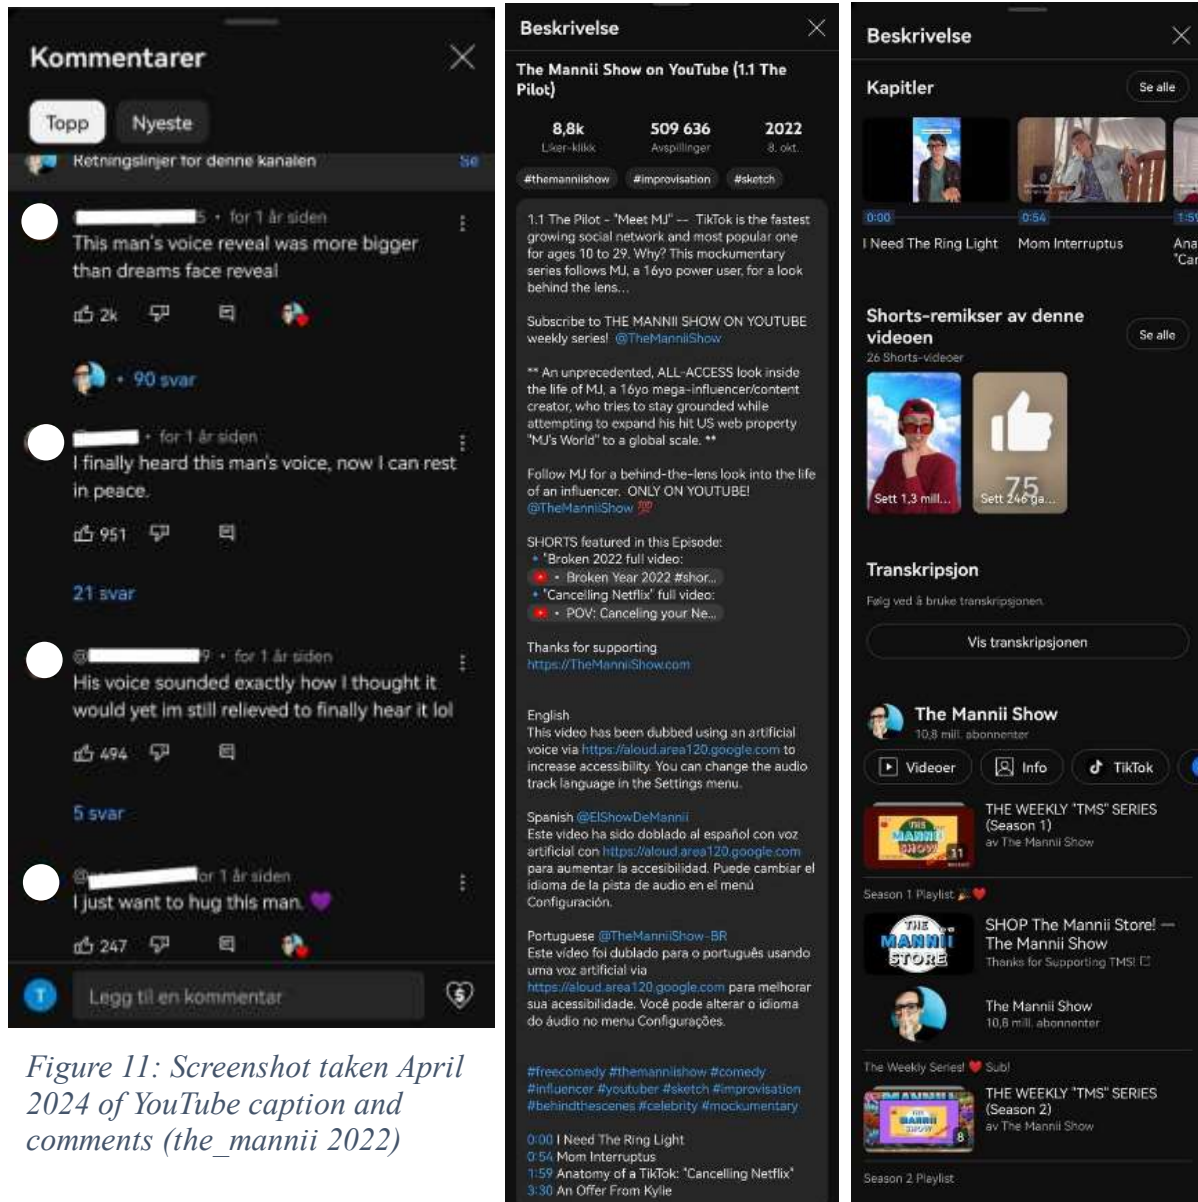 Kommentarer
Topp
Nyeste
Retningslinjer for denne kanalen
Se
5 • for 1 år siden
This man's voice reveal was more bigger
than dreams face reveal
2k
• 90 svar
• for 1 år siden
I finally heard this man's voice, now I can rest
in peace.
951
21 svar
@ 9 • for 1 år siden
His voice sounded exactly how I thought it
would yet im still relieved to finally hear it lol
494
5 svar
@ or 1 år siden
I just want to hug this man. 💜
247
T
Legg til en kommentar
Figure 11: Screenshot taken April
2024 of YouTube caption and
comments (the_mannii 2022)
Beskrivelse
The Mannii Show on YouTube (1.1 The
Pilot)
8,8k
509 636
2022
Liker-klikk
Avspillinger
8. okt.
#themanniishow
#improvisation
#sketch
1.1 The Pilot - "Meet MJ" -- TikTok is the fastest
growing social network and most popular one
for ages 10 to 29. Why? This mockumentary
series follows MJ, a 16yo power user, for a look
behind the lens...
Subscribe to THE MANNII SHOW ON YOUTUBE
weekly series! @TheManniiShow
** An unprecedented, ALL-ACCESS look inside
the life of MJ, a 16yo mega-influencer/content
creator, who tries to stay grounded while
attempting to expand his hit US web property
"MJ's World" to a global scale. **
Follow MJ for a behind-the-lens look into the life
of an influencer. ONLY ON YOUTUBE!
@TheManniiShow 💯
SHORTS featured in this Episode:
• "Broken 2022 full video:
• Broken Year 2022 #shor...
• "Cancelling Netflix" full video:
• POV: Canceling your Ne...
Thanks for supporting
https://TheManniiShow.com
English
This video has been dubbed using an artificial
voice via https://aloud.area120.google.com to
increase accessibility. You can change the audio
track language in the Settings menu.
Spanish @ElShowDeMannii
Este video ha sido doblado al español con voz
artificial con https://aloud.area120.google.com
para aumentar la accesibilidad. Puede cambiar el
idioma de la pista de audio en el menú
Configuración.
Portuguese @TheManniiShow-BR
Este vídeo foi dublado para o português usando
uma voz artificial via
https://aloud.area120.google.com para melhorar
sua acessibilidade. Você pode alterar o idioma
do áudio no menu Configurações.
#freecomedy #themanniishow #comedy
#influencer #youtuber #sketch #improvisation
#behindthescenes #celebrity #mockumentary
0:00 I Need The Ring Light
0:54 Mom Interruptus
1:59 Anatomy of a TikTok: "Cancelling Netflix"
3:30 An Offer From Kylie
Beskrivelse
Kapitler
Se alle
0:00
0:54
1:59
I Need The Ring Light
Mom Interruptus
Ana
"Car
Shorts-remikser av denne
videoen
Se alle
26 Shorts-videoer
75
Sett 1,3 mill...
Sett 246 ga...
Transkripsjon
Følg ved å bruke transkripsjonen.
Vis transkripsjonen
The Mannii Show
10,8 mill. abonnenter
Videoer
Info
TikTok
THE WEEKLY "TMS" SERIES
(Season 1)
av The Mannii Show
THE
MANNII
SHOW
11
Season 1 Playlist 🎉❤️
SHOP The Mannii Store! —
The Mannii Show
Thanks for Supporting TMS!
THE
MANNII
STORE
The Mannii Show
10,8 mill. abonnenter
The Weekly Series! ❤️ Sub!
THE WEEKLY "TMS" SERIES
(Season 2)
av The Mannii Show
MANNII
8
Season 2 Playlist